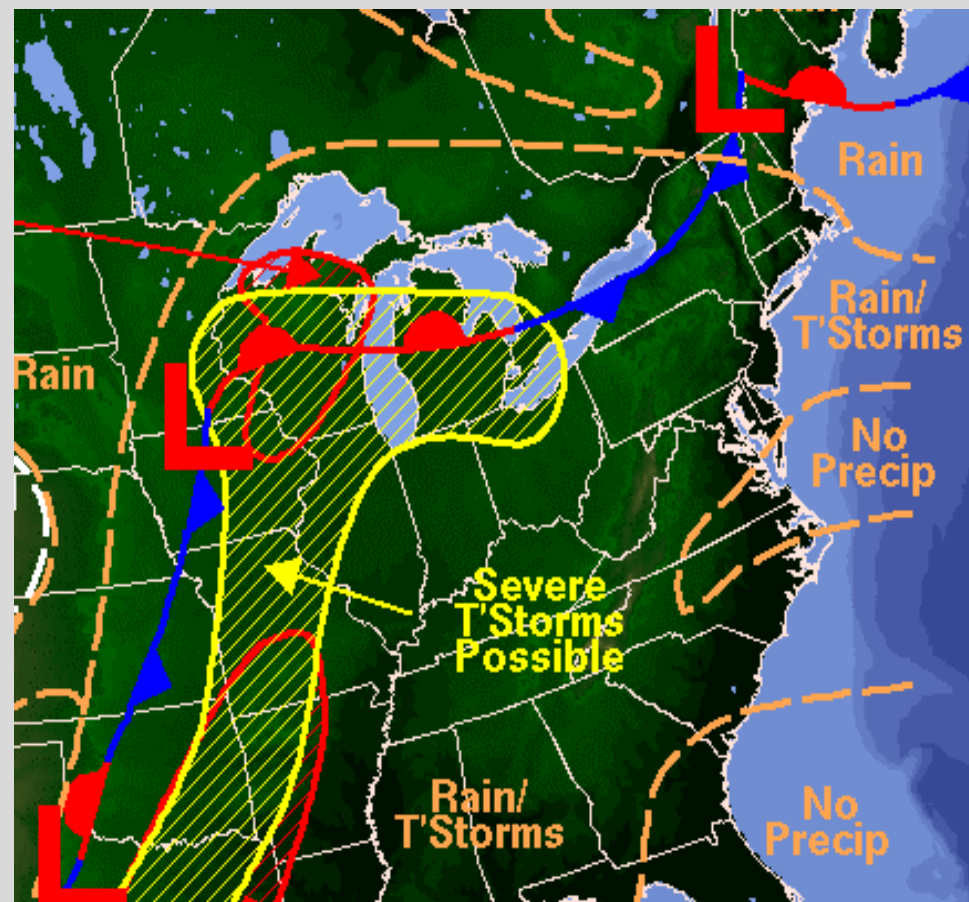 L
Rain
Rain/
T'Storms
Rain
L
No
Precip
Severe
T'Storms
Possible
Rain/
T'Storms
No
Precip
L